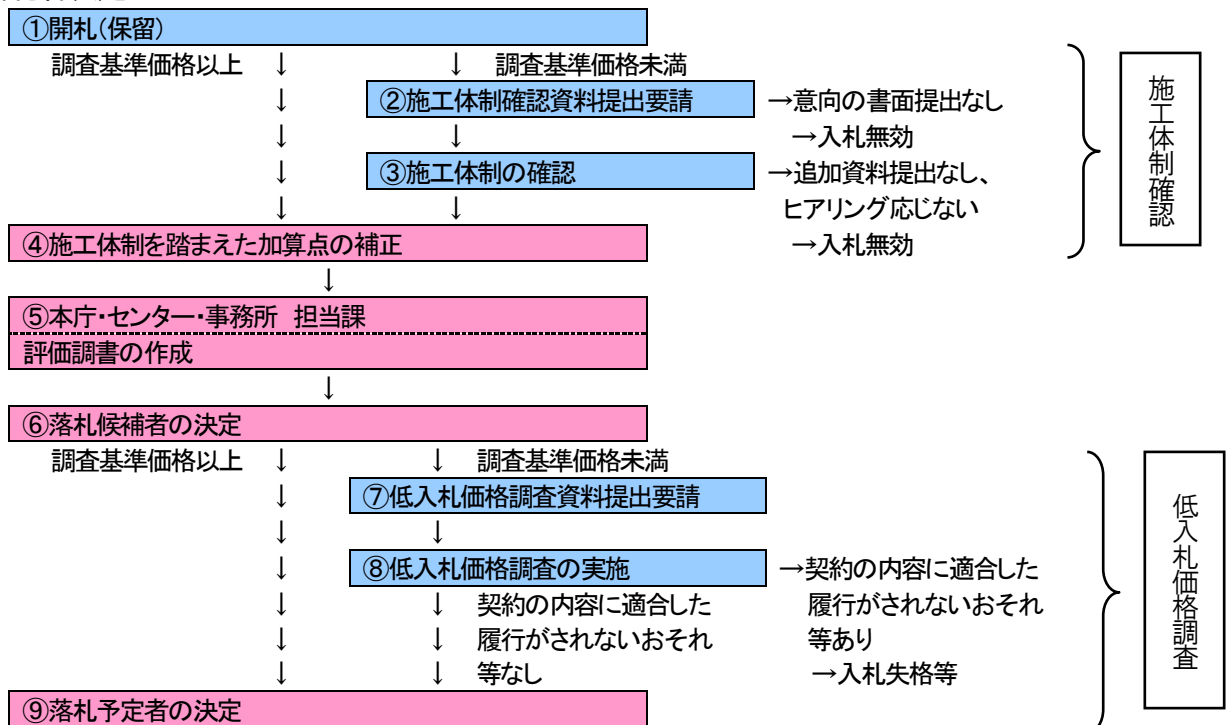 ①開札(保留)
調査基準価格以上 ↓ ↓ 調査基準価格未満
↓ ②施工体制確認資料提出要請 →意向の書面提出なし
↓ ↓ →入札無効
↓ ③施工体制の確認 →追加資料提出なし、
↓ ↓ ヒアリング応じない
④施工体制を踏まえた加算点の補正 →入札無効
施工体制確認
↓
⑤本庁・センター・事務所 担当課
評価調書の作成
↓
⑥落札候補者の決定
調査基準価格以上 ↓ ↓ 調査基準価格未満
↓ ⑦低入札価格調査資料提出要請
↓ ↓
↓ ⑧低入札価格調査の実施 →契約の内容に適合した
↓ ↓ 契約の内容に適合した 履行がされないおそれ
↓ ↓ 履行がされないおそれ 等あり
↓ ↓ 等なし →入札失格等
低入札価格調査
⑨落札予定者の決定